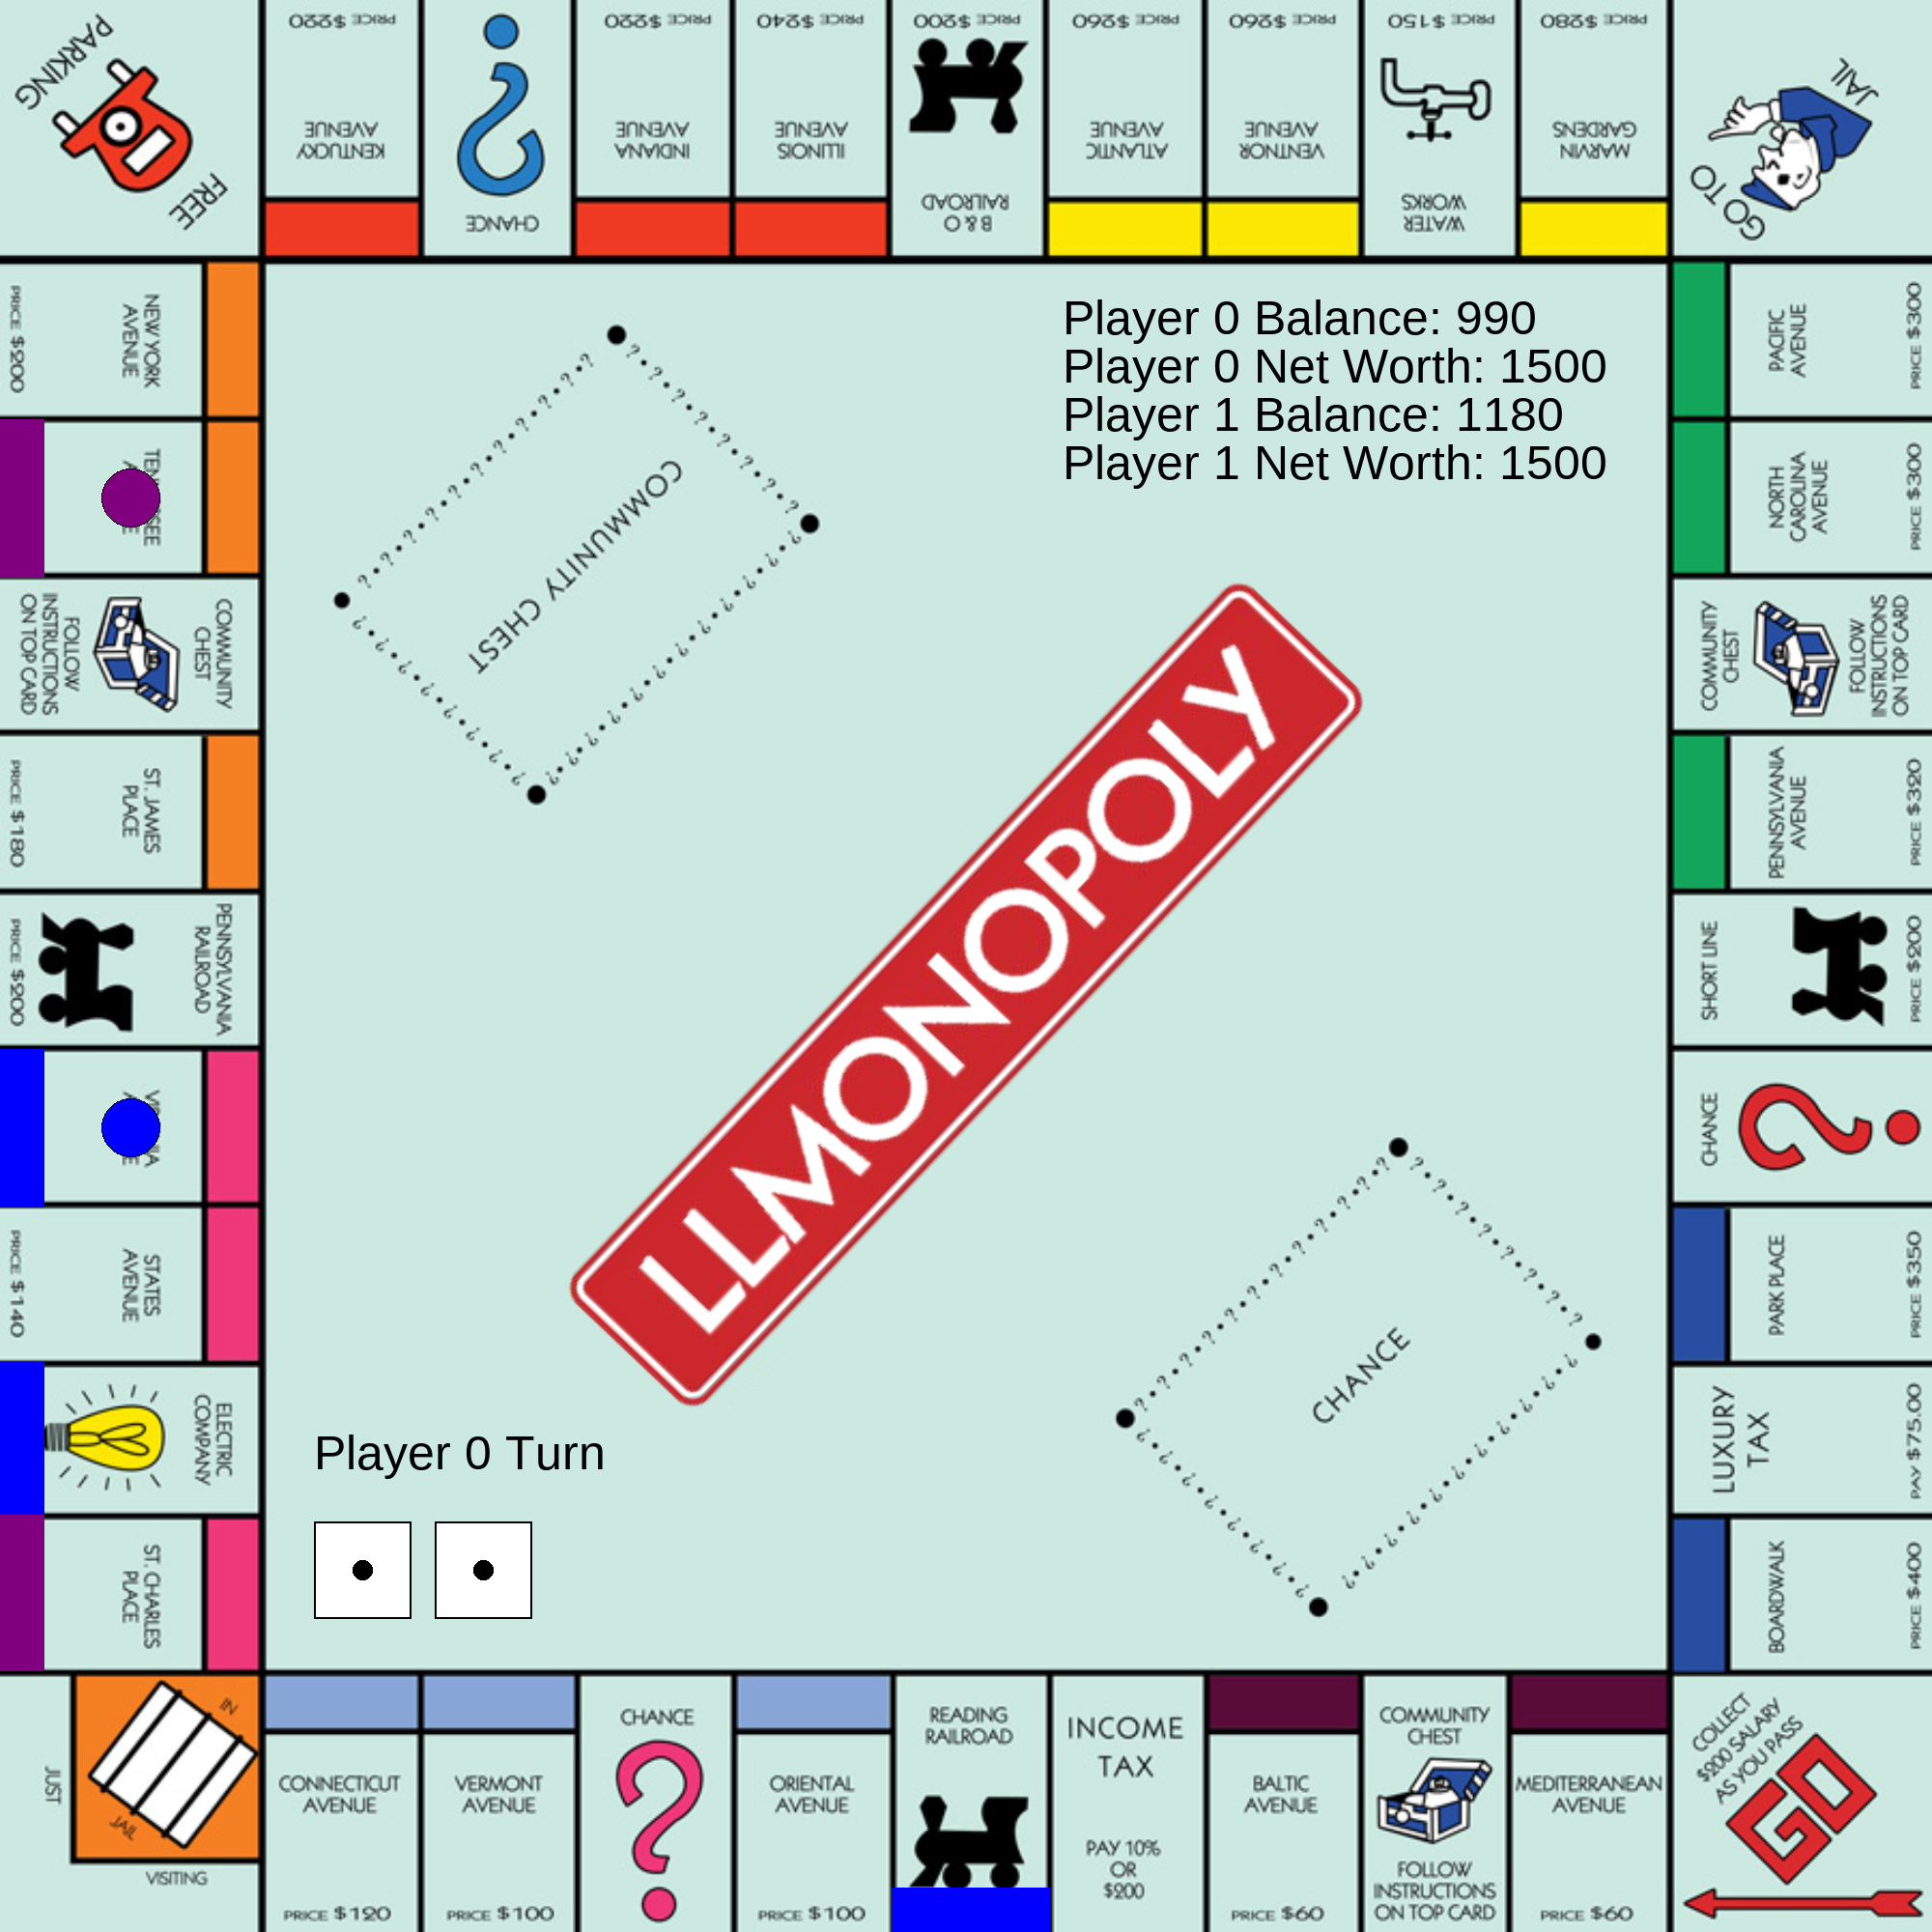 FREE
PARKING
PRICE $220
KENTUCKY
AVENUE
CHANCE
PRICE $220
INDIANA
AVENUE
PRICE $240
ILLINOIS
AVENUE
PRICE $200
B & O
RAILROAD
PRICE $260
ATLANTIC
AVENUE
PRICE $260
VENTNOR
AVENUE
PRICE $150
WATER
WORKS
PRICE $280
MARVIN
GARDENS
GO TO
JAIL
NEW YORK
AVENUE
PRICE $200
COMMUNITY
CHEST
FOLLOW
INSTRUCTIONS
ON TOP CARD
ST. JAMES
PLACE
PRICE $180
PENNSYLVANIA
RAILROAD
PRICE $200
STATES
AVENUE
PRICE $140
ELECTRIC
COMPANY
ST. CHARLES
PLACE
Player 0 Balance: 990
Player 0 Net Worth: 1500
Player 1 Balance: 1180
Player 1 Net Worth: 1500
COMMUNITY CHEST
LLMONOPOLY
CHANCE
Player 0 Turn
PACIFIC
AVENUE
PRICE $300
NORTH
CAROLINA
AVENUE
PRICE $300
COMMUNITY
CHEST
FOLLOW
INSTRUCTIONS
ON TOP CARD
PENNSYLVANIA
AVENUE
PRICE $320
SHORT LINE
PRICE $200
CHANCE
PARK PLACE
PRICE $350
LUXURY
TAX
PAY $75.00
BOARDWALK
PRICE $400
IN
JAIL
JUST
VISITING
CONNECTICUT
AVENUE
PRICE $120
VERMONT
AVENUE
PRICE $100
CHANCE
ORIENTAL
AVENUE
PRICE $100
READING
RAILROAD
INCOME
TAX
PAY 10%
OR
$200
BALTIC
AVENUE
PRICE $60
COMMUNITY
CHEST
FOLLOW
INSTRUCTIONS
ON TOP CARD
MEDITERRANEAN
AVENUE
PRICE $60
COLLECT
$200 SALARY
AS YOU PASS
GO